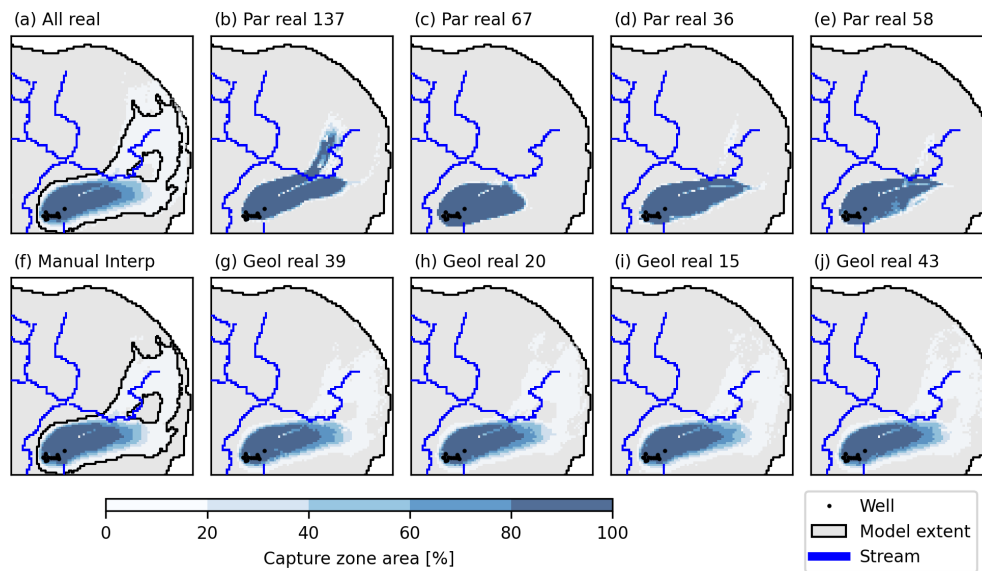 (a) All real
(b) Par real 137
(c) Par real 67
(d) Par real 36
(e) Par real 58
(f) Manual Interp
(g) Geol real 39
(h) Geol real 20
(i) Geol real 15
(j) Geol real 43
0 20 40 60 80 100
Capture zone area [%]
Well
Model extent
Stream